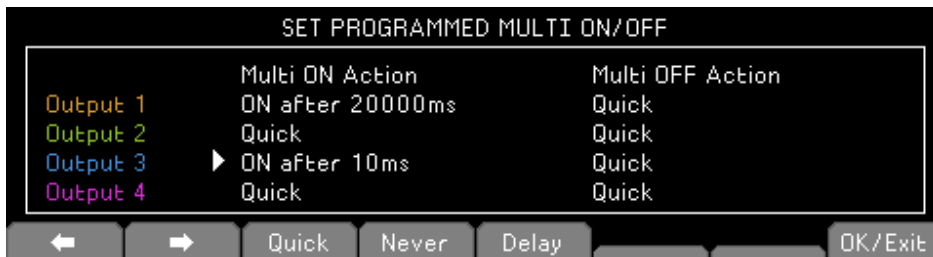 SET PROGRAMMED MULTI ON/OFF
Multi ON Action Multi OFF Action
Output 1 ON after 20000ms Quick
Output 2 Quick Quick
Output 3 ON after 10ms Quick
Output 4 Quick Quick
Quick Never Delay OK/Exit